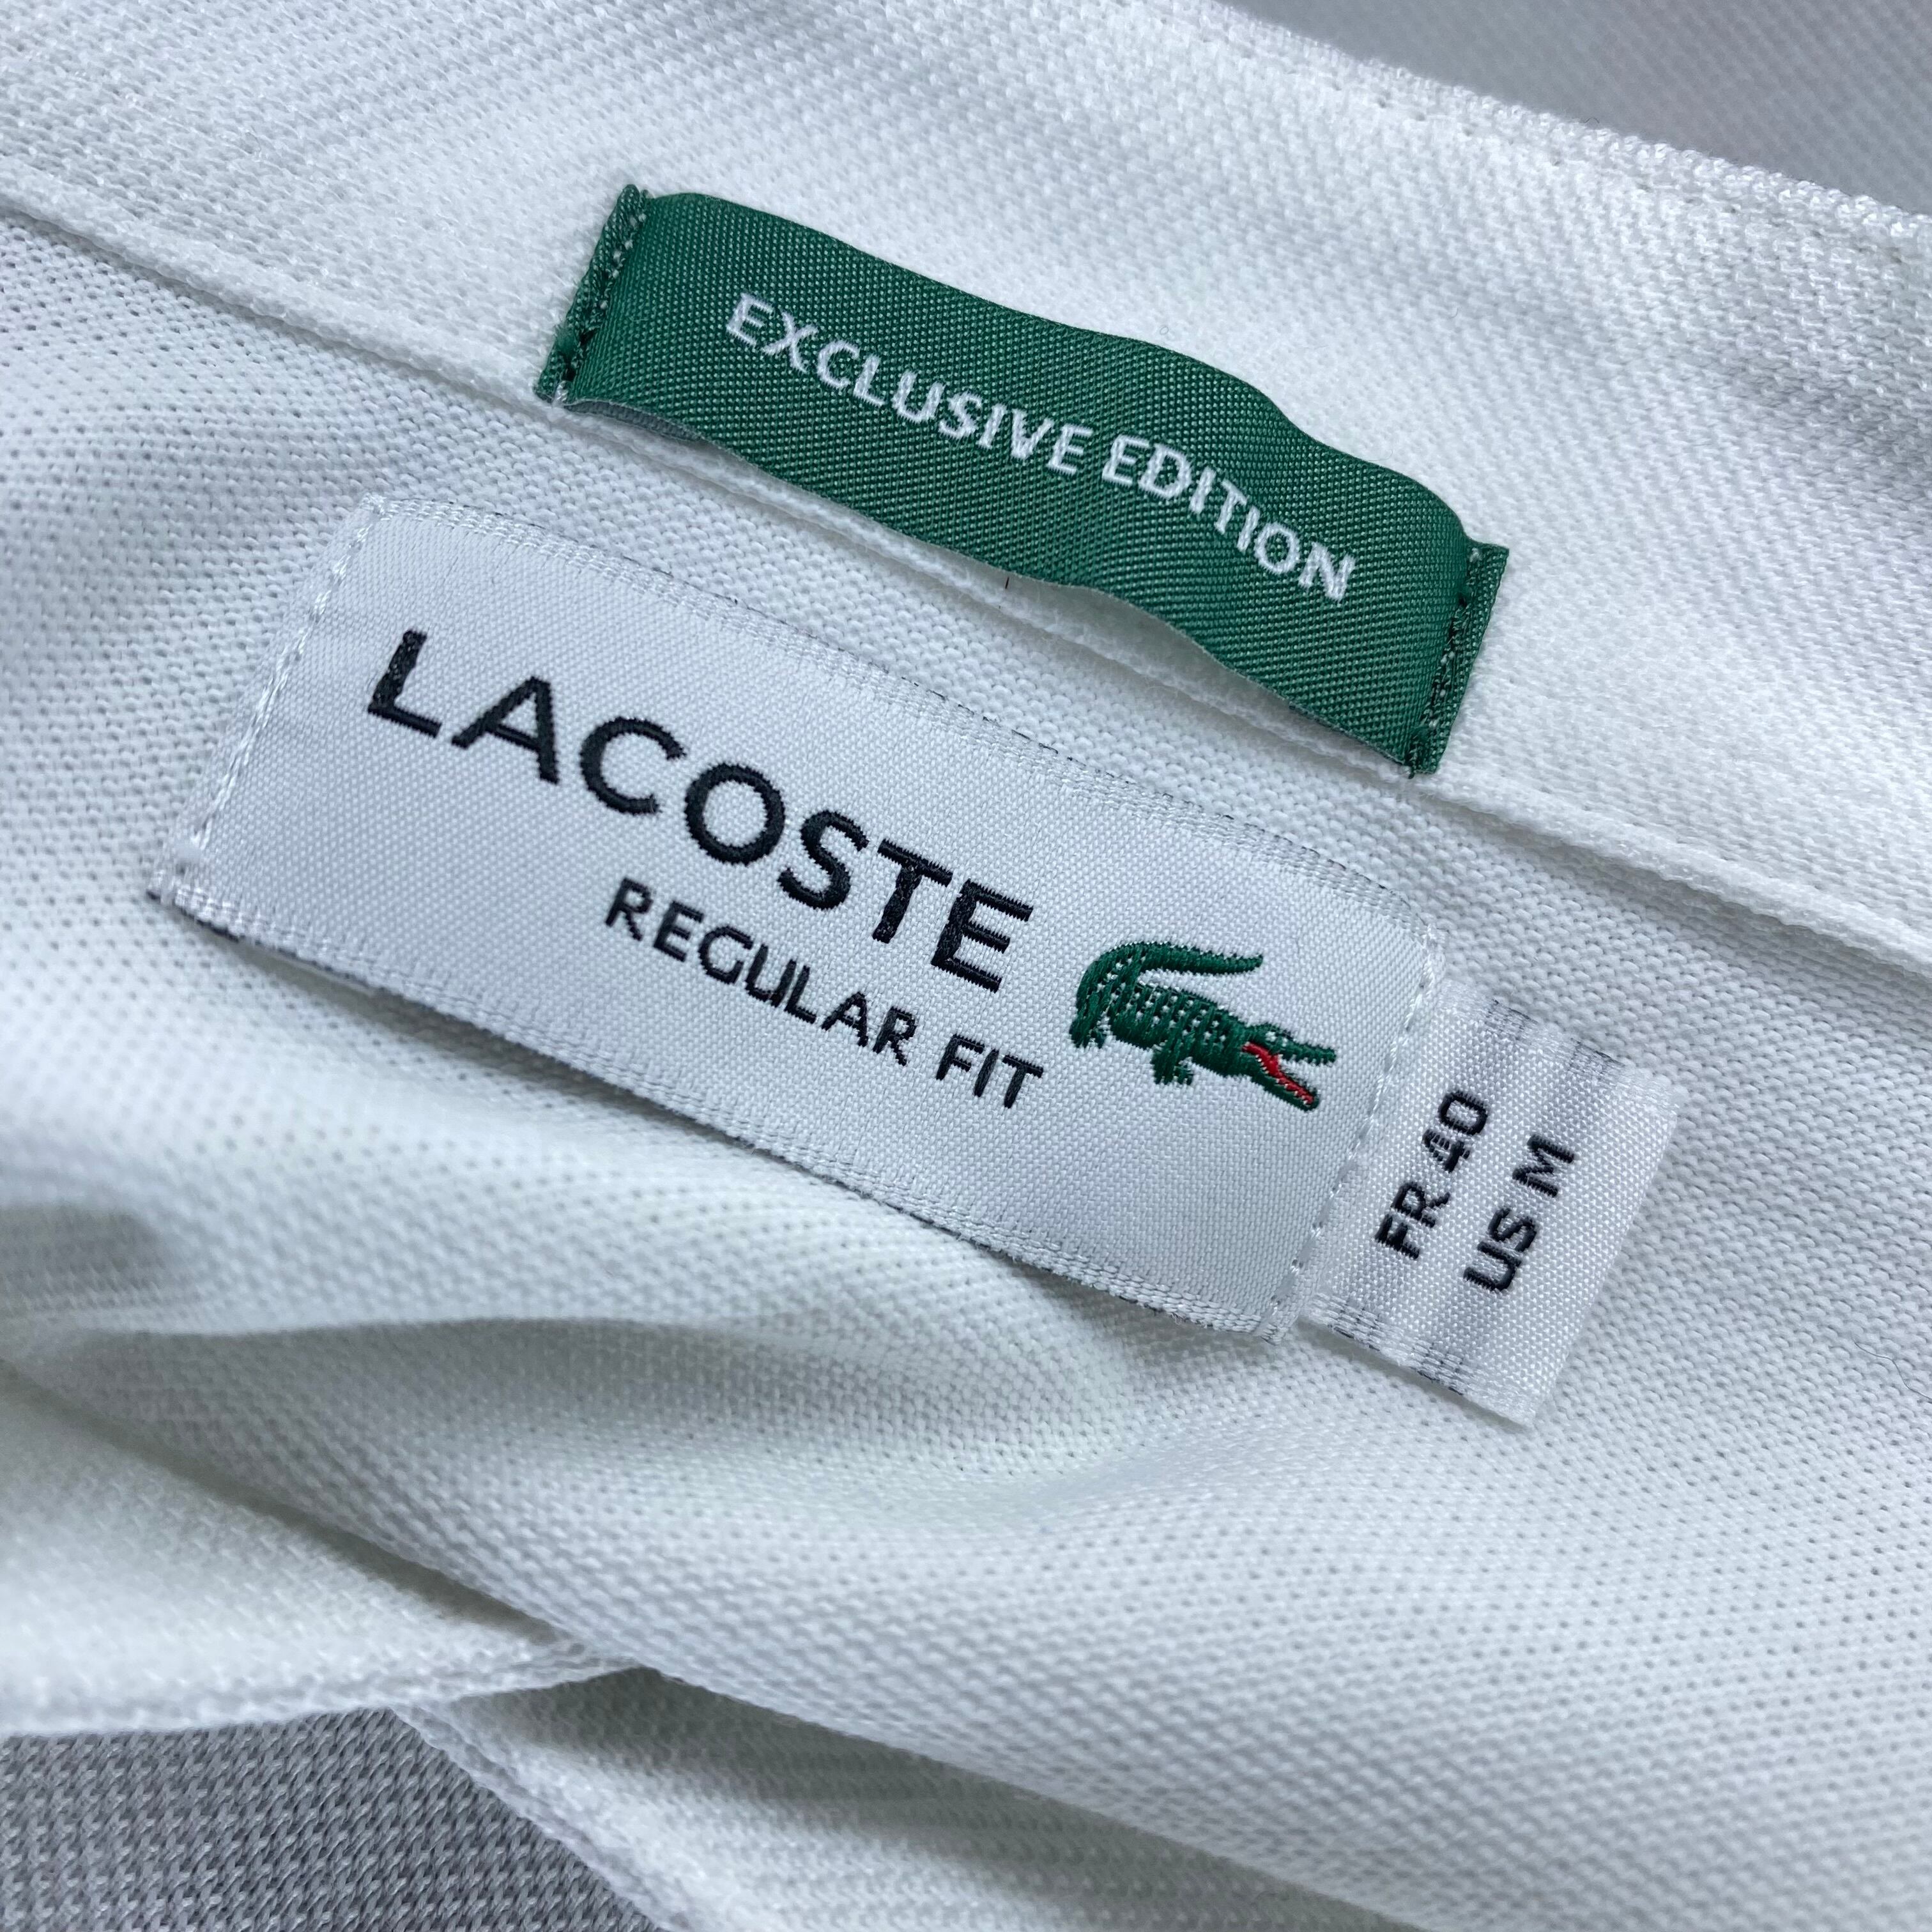 EXCLUSIVE EDITION
LACOSTE
REGULAR FIT
FR 40
US M